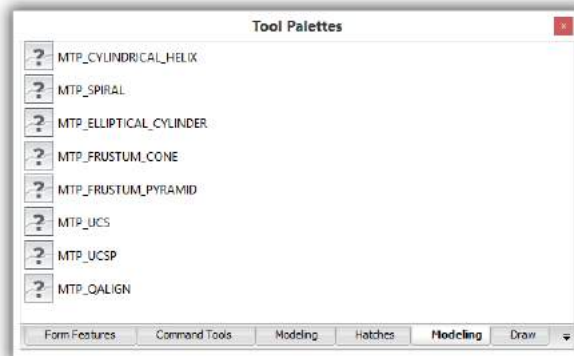 Tool Palettes
x
? MTP_CYLINDRICAL_HELIX
? MTP_SPIRAL
? MTP_ELLIPTICAL_CYLINDER
? MTP_FRUSTUM_CONE
? MTP_FRUSTUM_PYRAMID
? MTP_UCS
? MTP_UCSP
? MTP_QALIGN
Form Features Command Tools Modeling Hatches Modeling Draw